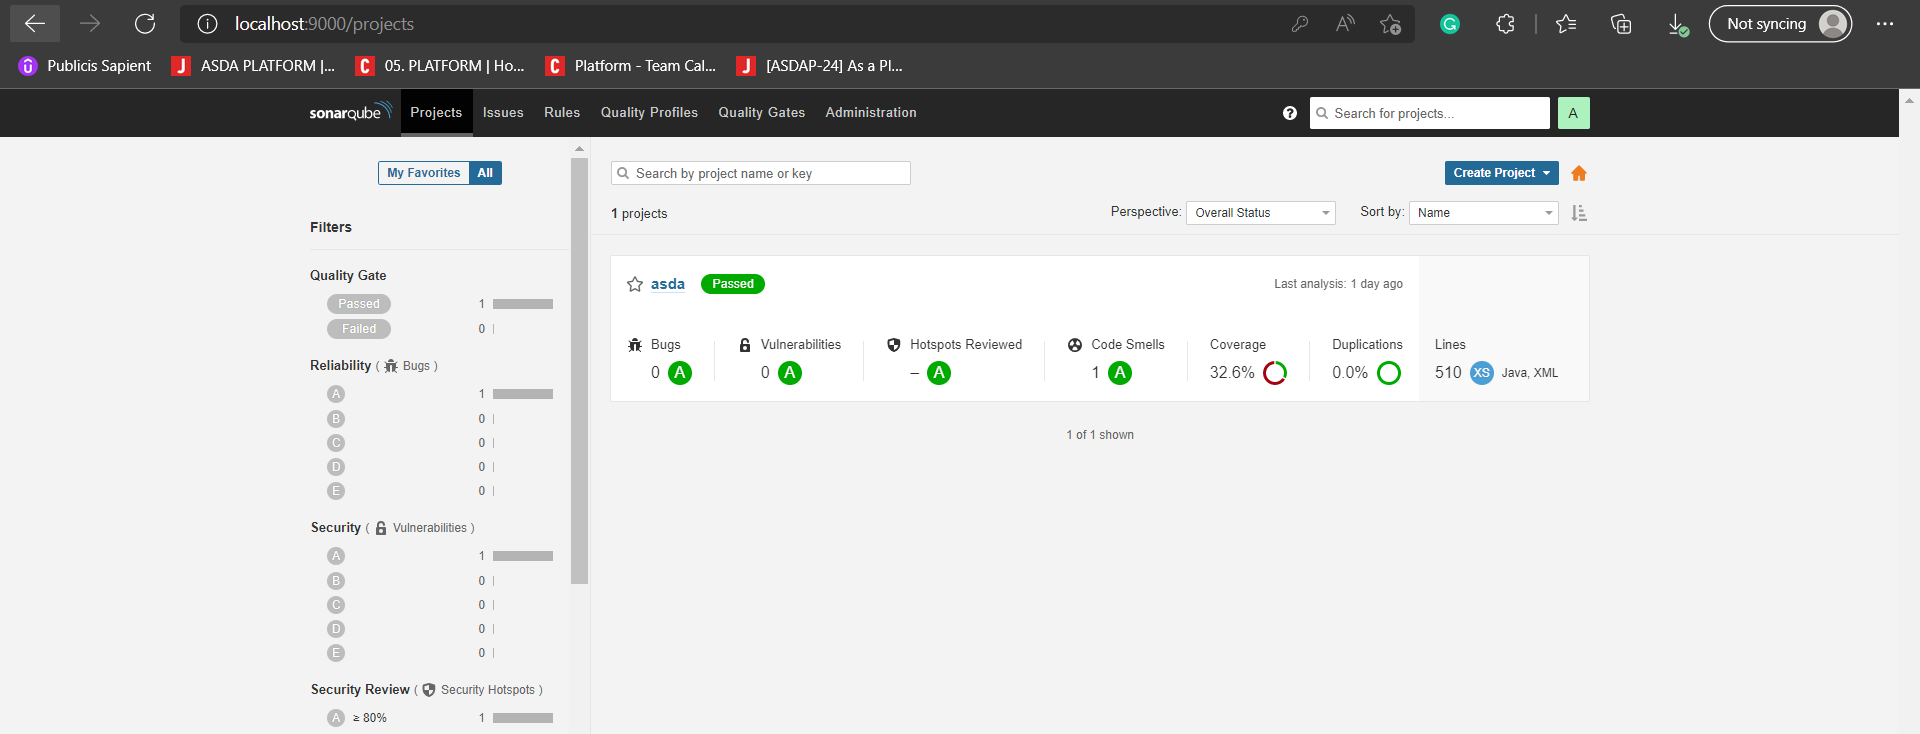 localhost:9000/projects
Not syncing
Publicis Sapient
ASDA PLATFORM |...
05. PLATFORM | Ho...
Platform - Team Cal...
[ASDAP-24] As a Pl...
sonarqube
Projects
Issues
Rules
Quality Profiles
Quality Gates
Administration
Search for projects...
A
My Favorites
All
Filters
Quality Gate
Passed 1
Failed 0
Reliability ( Bugs )
A 1
B 0
C 0
D 0
E 0
Security ( Vulnerabilities )
A 1
B 0
C 0
D 0
E 0
Security Review ( Security Hotspots )
A ≥ 80% 1
Search by project name or key
Create Project
1 projects
Perspective: Overall Status
Sort by: Name
asda Passed
Last analysis: 1 day ago
Bugs
0 A
Vulnerabilities
0 A
Hotspots Reviewed
– A
Code Smells
1 A
Coverage
32.6%
Duplications
0.0%
Lines
510 XS Java, XML
1 of 1 shown